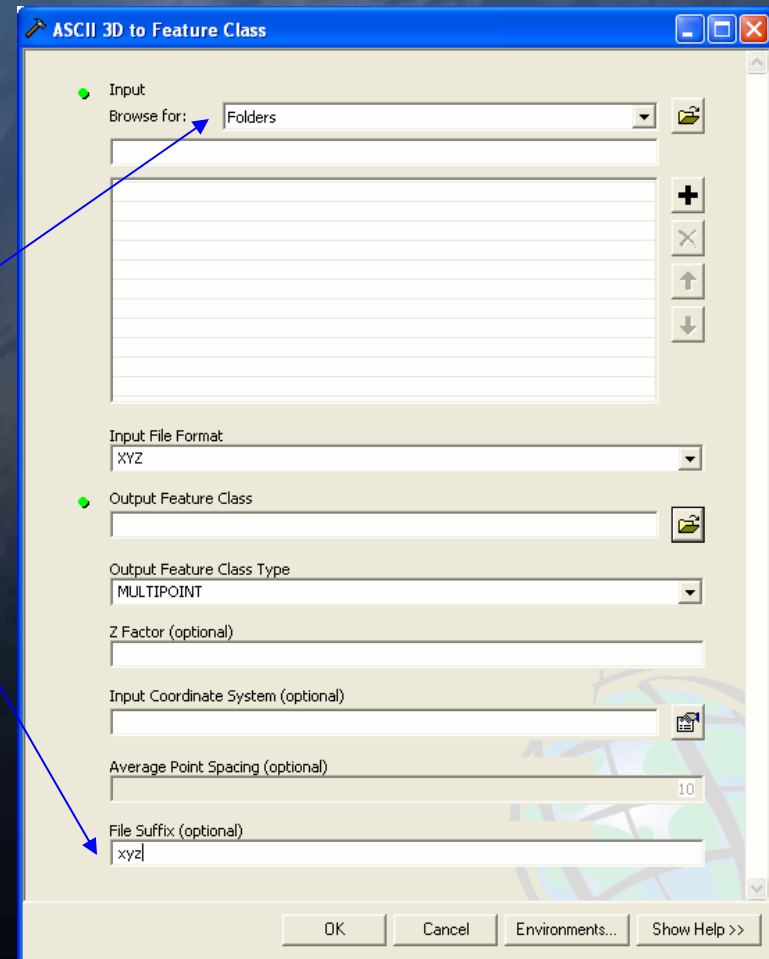 ASCII 3D to Feature Class
Input
Browse for: Folders
Input File Format
XYZ
Output Feature Class
Output Feature Class Type
MULTIPOINT
Z Factor (optional)
Input Coordinate System (optional)
Average Point Spacing (optional)
10
File Suffix (optional)
xyz
OK Cancel Environments... Show Help >>